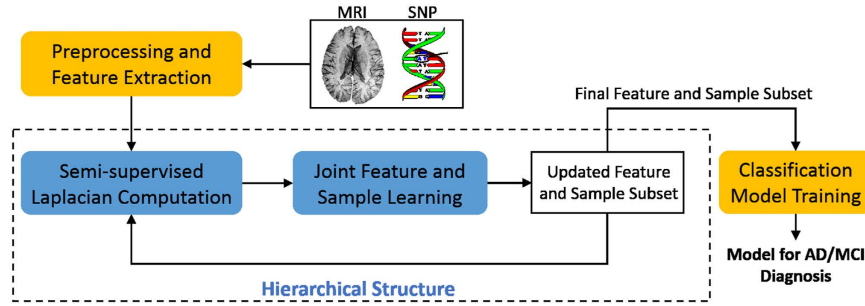 MRI SNP
Preprocessing and
Feature Extraction
Final Feature and Sample Subset
Semi-supervised
Laplacian Computation
Joint Feature and
Sample Learning
Updated Feature
and Sample Subset
Classification
Model Training
Model for AD/MCI
Diagnosis
Hierarchical Structure